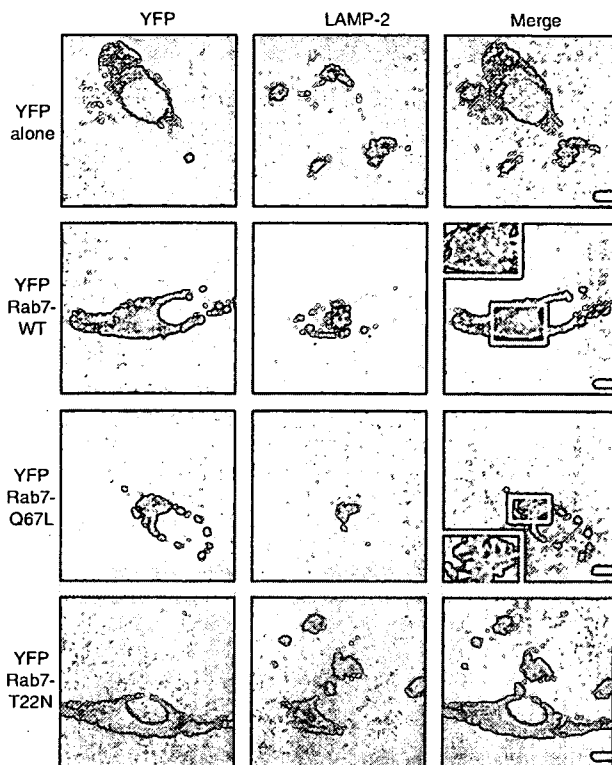 YFP LAMP-2 Merge
YFP
alone
YFP
Rab7-
WT
YFP
Rab7-
Q67L
YFP
Rab7-
T22N